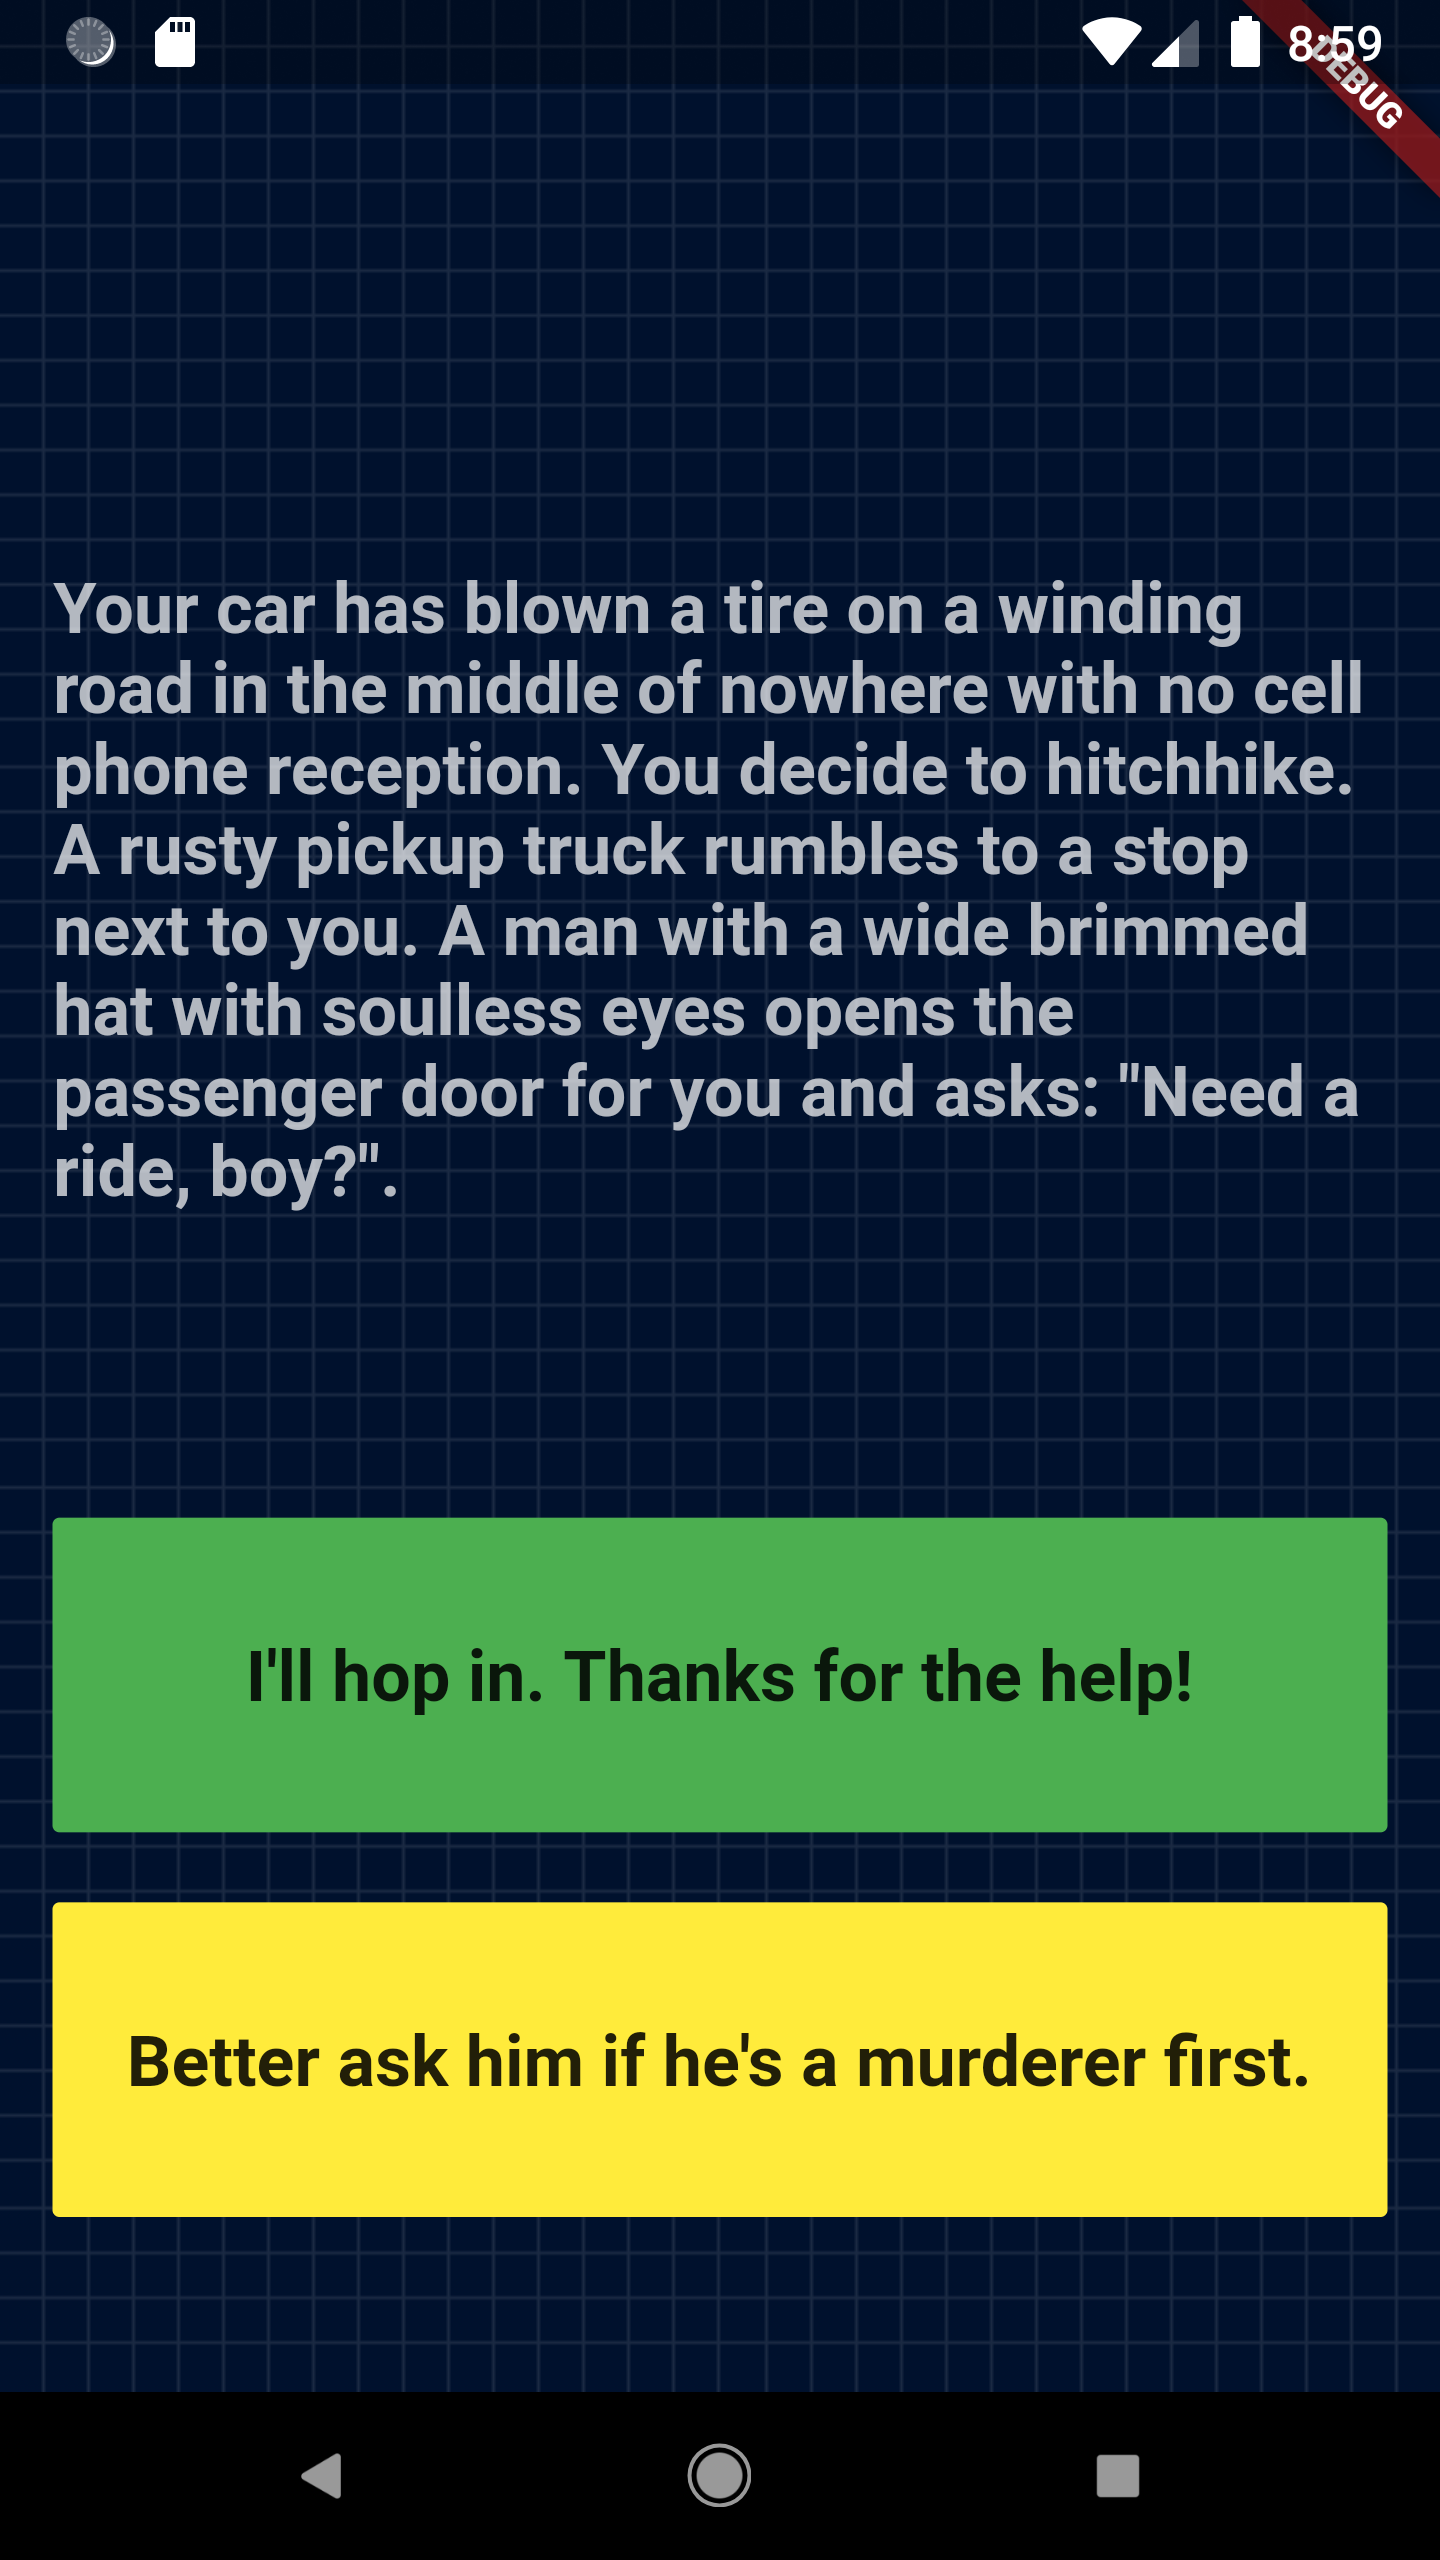 8:59
DEBUG
Your car has blown a tire on a winding
road in the middle of nowhere with no cell
phone reception. You decide to hitchhike.
A rusty pickup truck rumbles to a stop
next to you. A man with a wide brimmed
hat with soulless eyes opens the
passenger door for you and asks: "Need a
ride, boy?".
I'll hop in. Thanks for the help!
Better ask him if he's a murderer first.